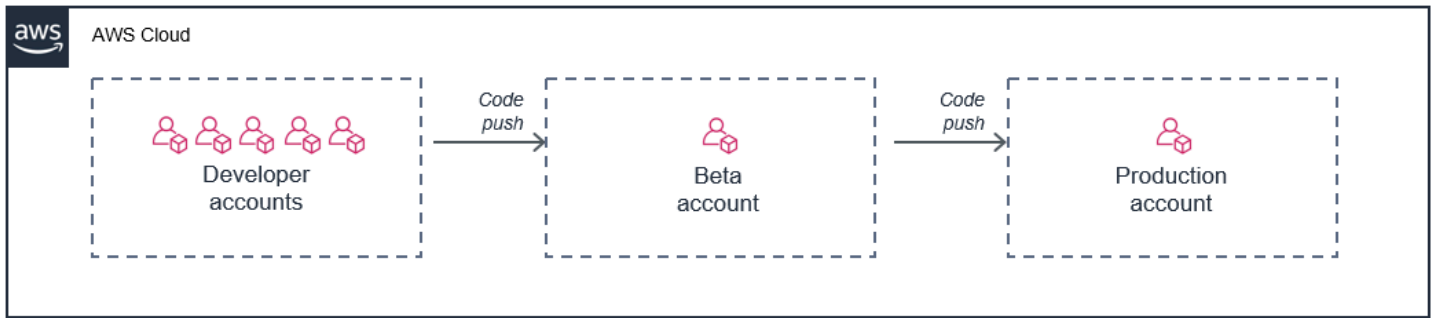 aws
AWS Cloud
Developer
accounts
Code
push
Beta
account
Code
push
Production
account